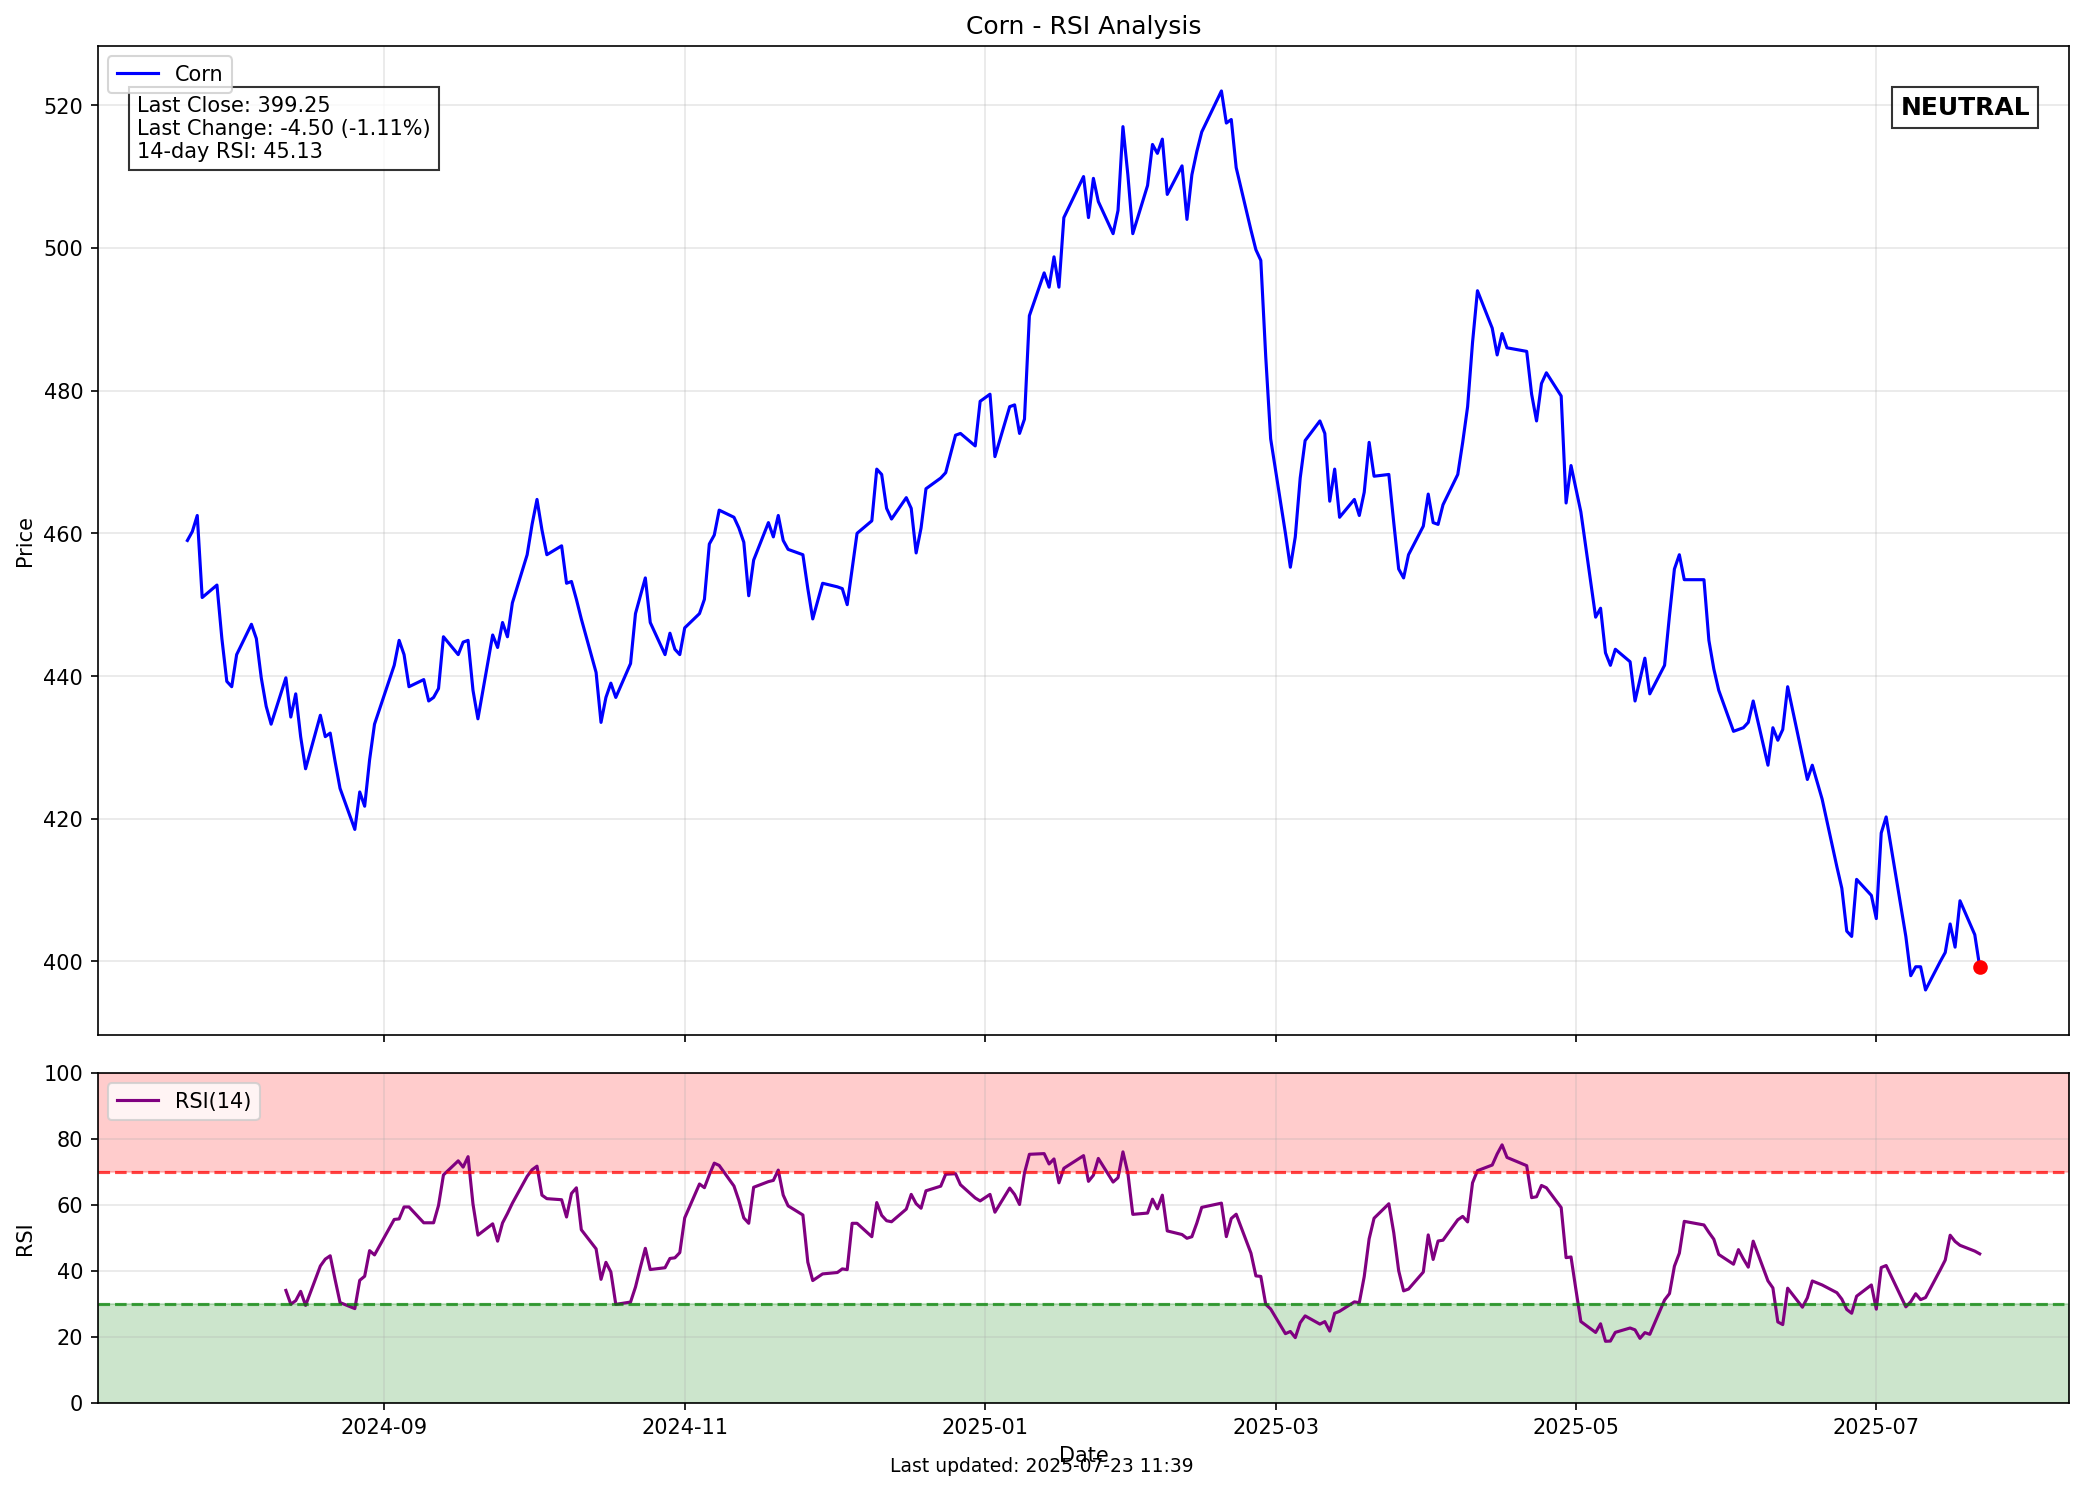 Corn - RSI Analysis
Corn
Last Close: 399.25
Last Change: -4.50 (-1.11%)
14-day RSI: 45.13
NEUTRAL
Price
520
500
480
460
440
420
400
RSI(14)
RSI
100
80
60
40
20
0
2024-09
2024-11
2025-01
2025-03
2025-05
2025-07
Date
Last updated: 2025-07-23 11:39